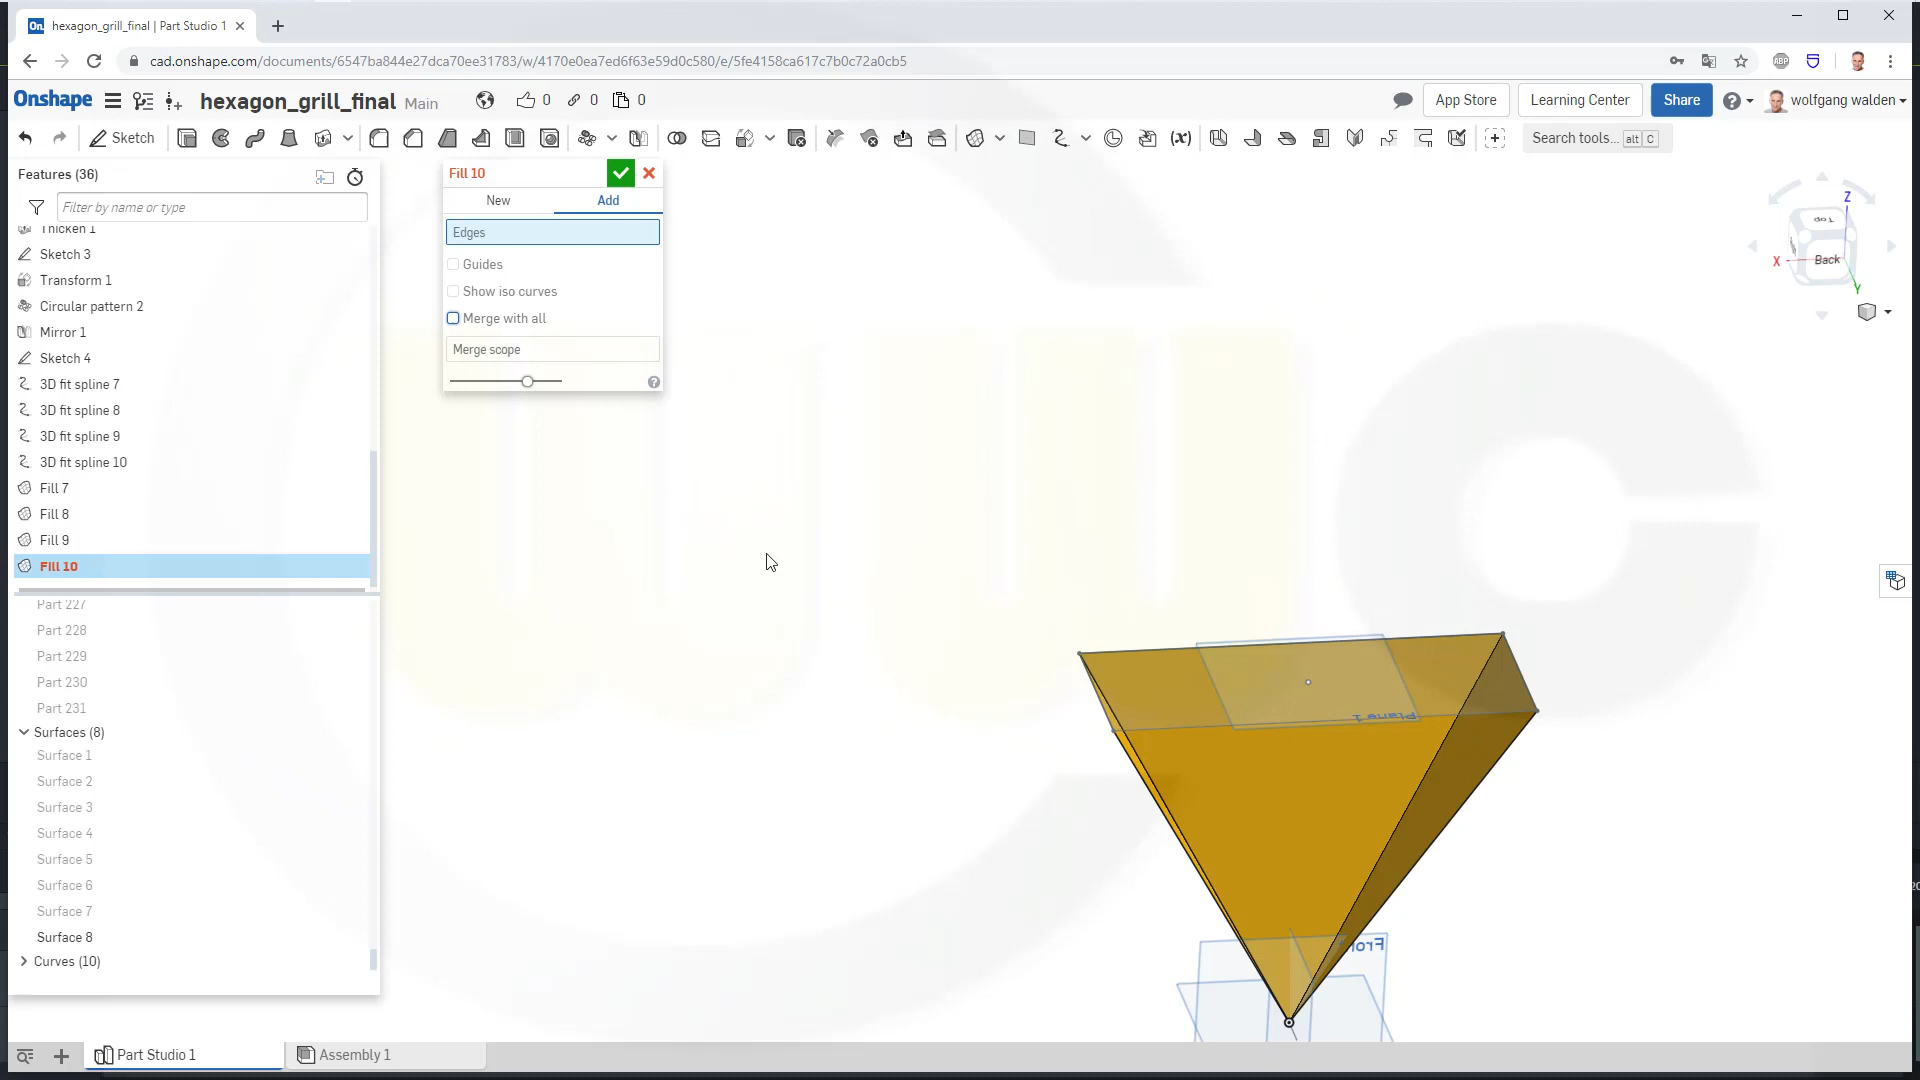 On hexagon_grill_final | Part Studio 1
cad.onshape.com/documents/6547ba844e27dca70ee31783/w/4170e0ea7ed6f63e59d0c580/e/5fe4158ca617c7b0c72a0cb5
Onshape hexagon_grill_final Main 0 0 0 App Store Learning Center Share wolfgang walden
Sketch Search tools... alt C
Features (36)
Filter by name or type
Thicken 1
Sketch 3
Transform 1
Circular pattern 2
Mirror 1
Sketch 4
3D fit spline 7
3D fit spline 8
3D fit spline 9
3D fit spline 10
Fill 7
Fill 8
Fill 9
Fill 10
Part 227
Part 228
Part 229
Part 230
Part 231
Surfaces (8)
Surface 1
Surface 2
Surface 3
Surface 4
Surface 5
Surface 6
Surface 7
Surface 8
Curves (10)
Fill 10
New Add
Edges
Guides
Show iso curves
Merge with all
Merge scope
Z
Top
X Back
Y
Plane 1
Front
Part Studio 1 Assembly 1